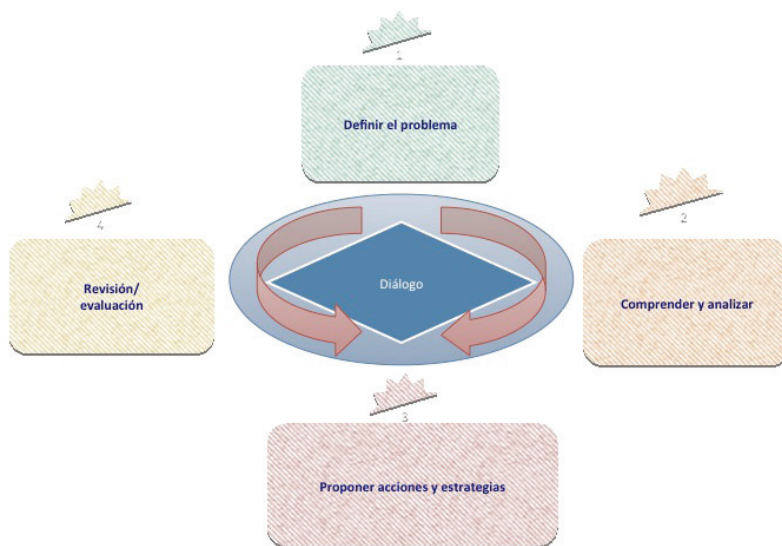 1
Definir el problema
2
Comprender y analizar
3
Proponer acciones y estrategias
4
Revisión/
evaluación
Diálogo